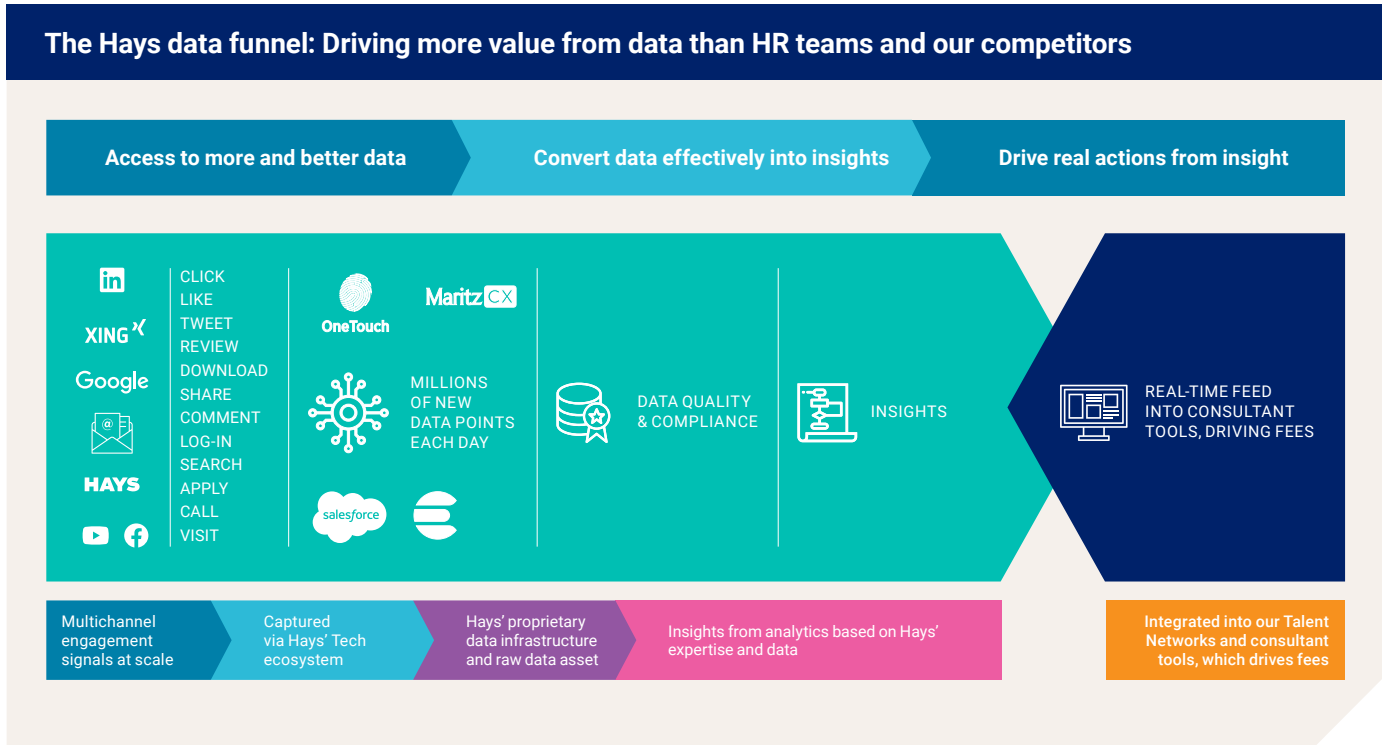 The Hays data funnel: Driving more value from data than HR teams and our competitors
Access to more and better data
Convert data effectively into insights
Drive real actions from insight
in
XING
Google
@
HAYS
CLICK
LIKE
TWEET
REVIEW
DOWNLOAD
SHARE
COMMENT
LOG-IN
SEARCH
APPLY
CALL
VISIT
OneTouch
MaritzCX
MILLIONS
OF NEW
DATA POINTS
EACH DAY
salesforce
DATA QUALITY
& COMPLIANCE
INSIGHTS
REAL-TIME FEED
INTO CONSULTANT
TOOLS, DRIVING FEES
Multichannel
engagement
signals at scale
Captured
via Hays' Tech
ecosystem
Hays' proprietary
data infrastructure
and raw data asset
Insights from analytics based on Hays'
expertise and data
Integrated into our Talent
Networks and consultant
tools, which drives fees